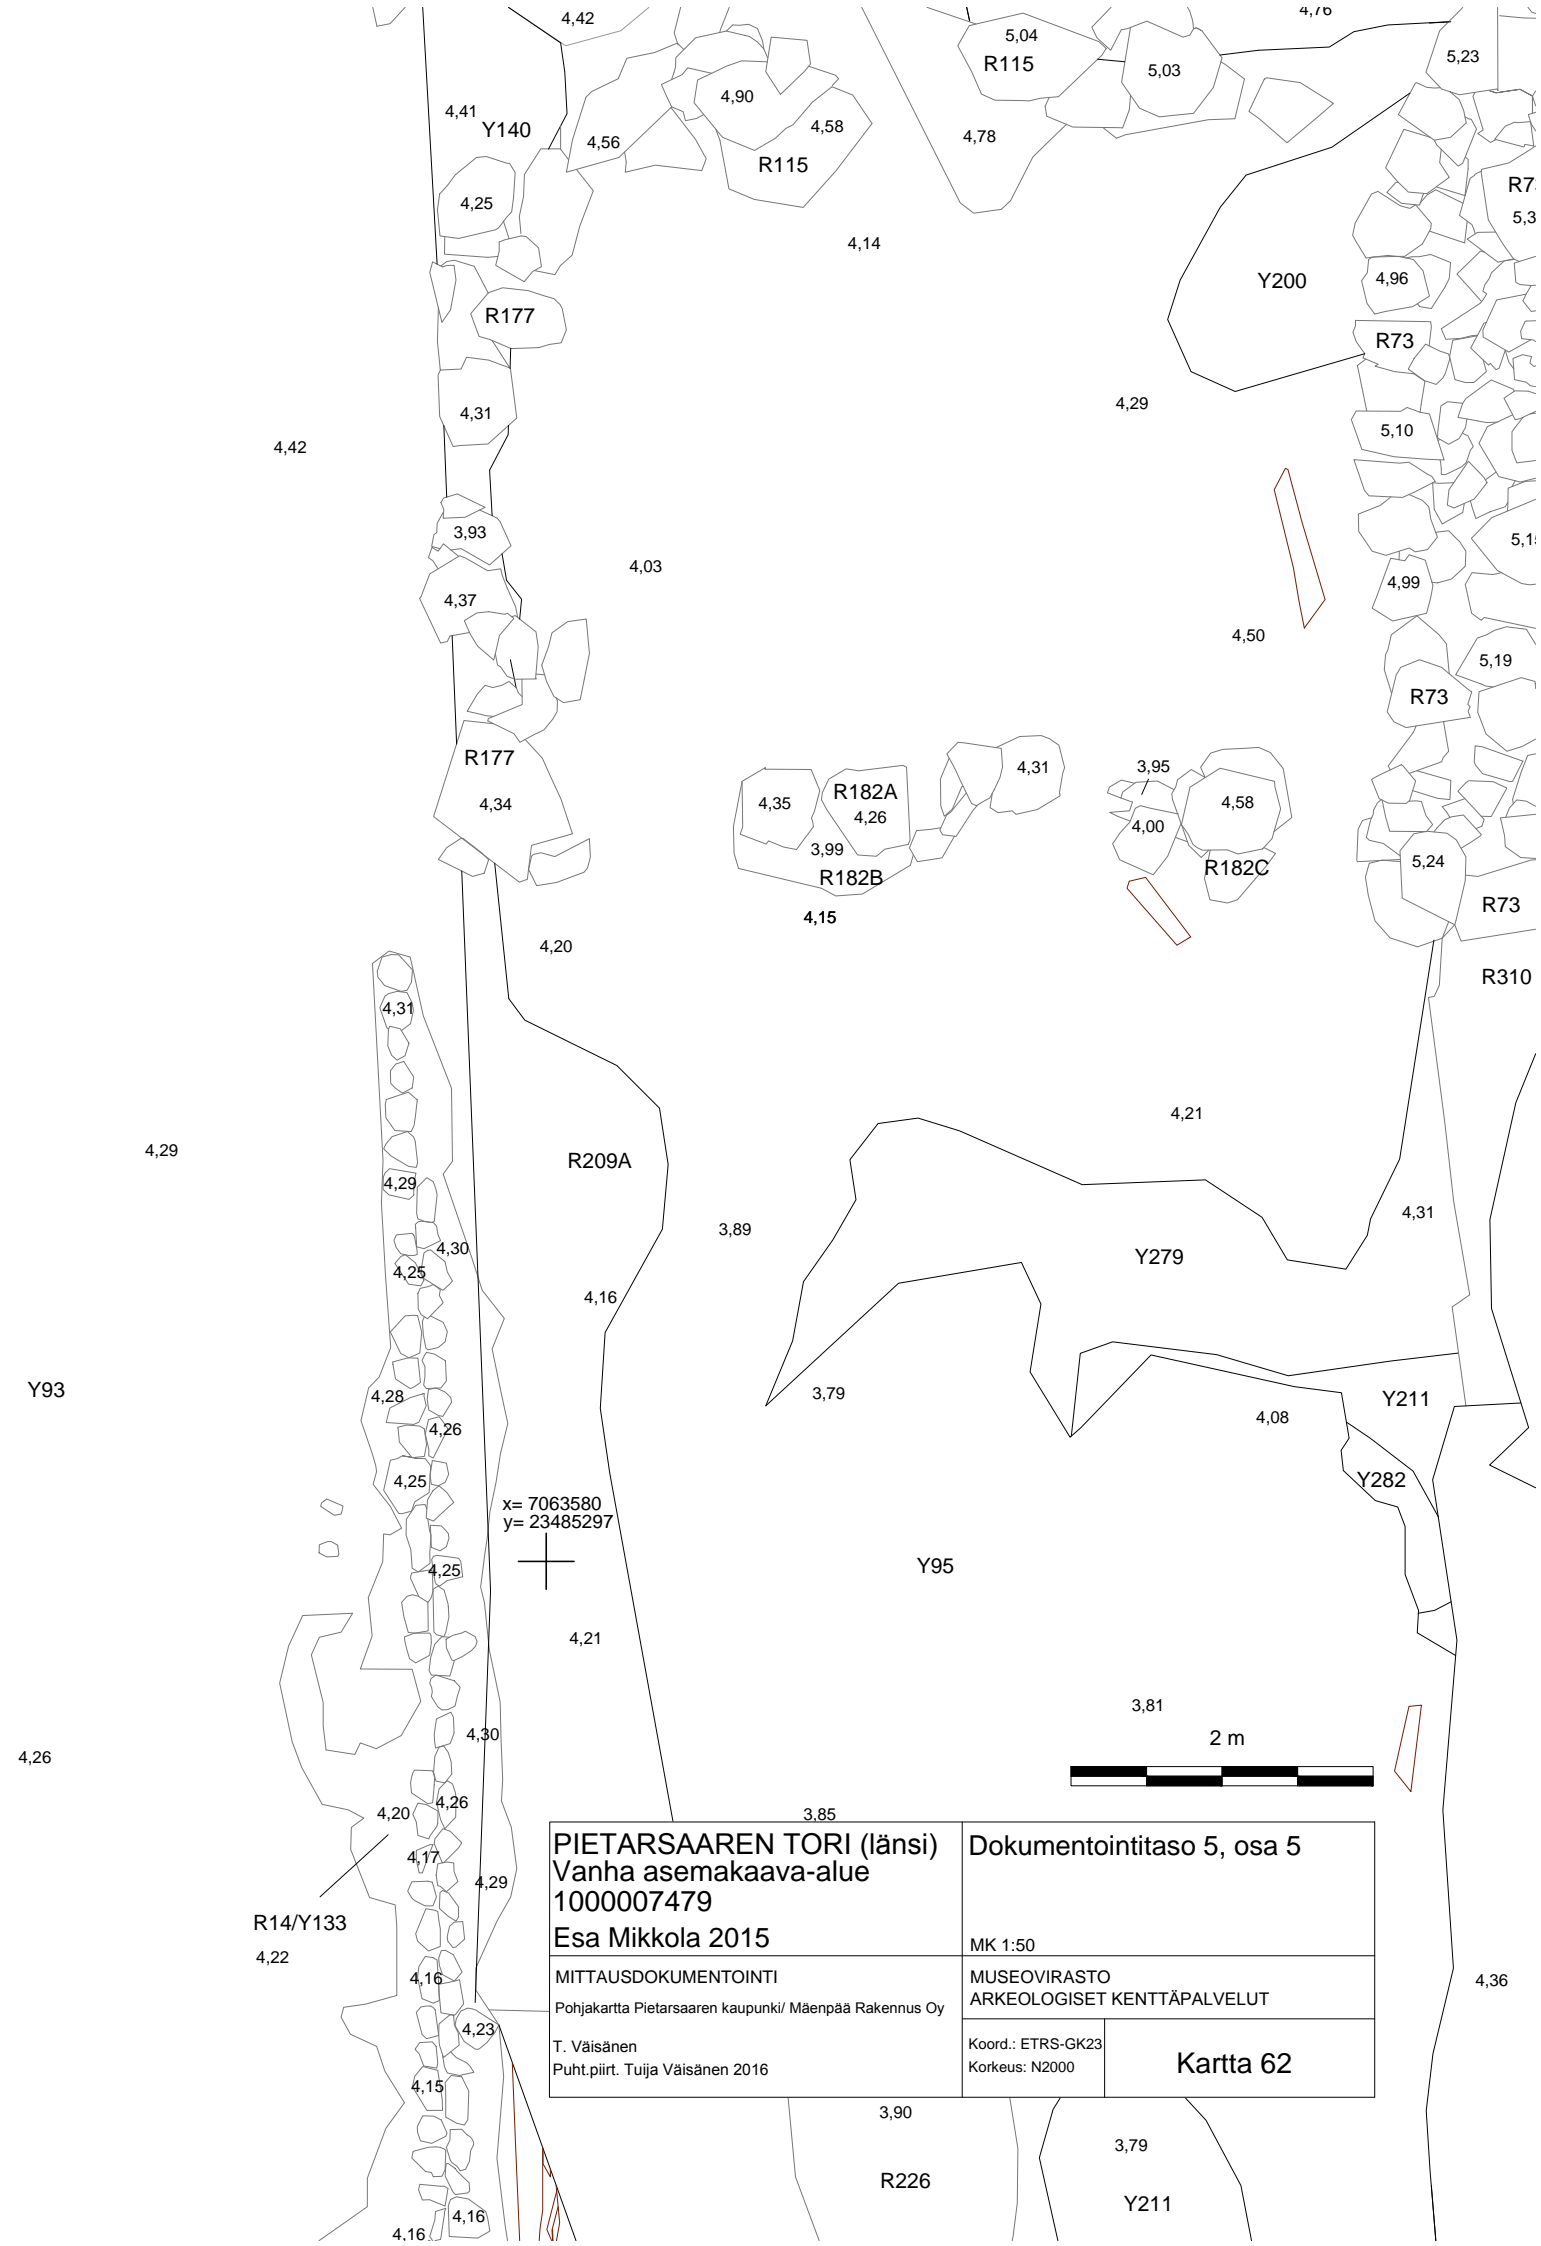 4,42
4,76
5,04
R115
5,03
5,23
4,90
4,41
Y140
4,56
4,58
R115
4,78
4,25
4,14
Y200
4,96
R177
R73
4,31
4,29
5,10
4,42
3,93
4,03
4,99
4,37
4,50
5,19
R73
R177
4,34
4,35
R182A
4,26
4,31
3,95
4,58
4,00
3,99
R182B
R182C
5,24
R73
4,15
4,20
R310
4,31
4,21
4,29
R209A
4,29
4,31
3,89
4,30
4,25
Y279
4,16
Y93
4,28
3,79
Y211
4,08
4,26
4,25
Y282
x= 7063580
y= 23485297
Y95
4,25
4,21
3,81
4,30
2 m
4,26
4,26
4,20
3,85
4,17
4,29
R14/Y133
4,22
4,16
4,36
4,23
4,15
PIETARSAAREN TORI (länsi)
Vanha asemakaava-alue
1000007479
Esa Mikkola 2015
Dokumentointitaso 5, osa 5
MK 1:50
MITTAUSDOKUMENTOINTI
Pohjakartta Pietarsaaren kaupunki/ Mäenpää Rakennus Oy
T. Väisänen
Puht.piirt. Tuija Väisänen 2016
MUSEOVIRASTO
ARKEOLOGISET KENTTÄPALVELUT
Koord.: ETRS-GK23
Korkeus: N2000
Kartta 62
3,90
3,79
R226
Y211
4,16
4,16